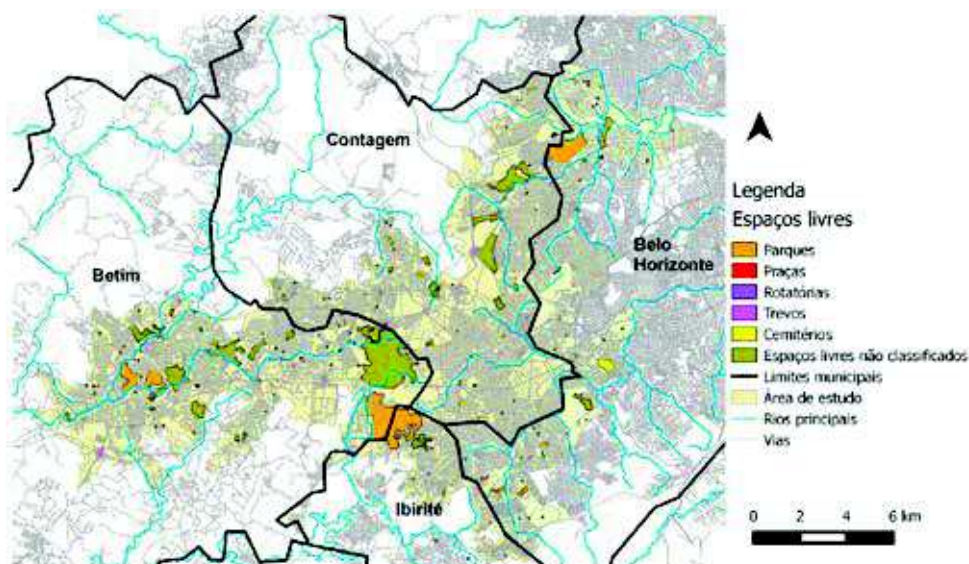 Contagem
Betim
Belo
Horizonte
Ibirité
Legenda
Espaços livres
Parques
Praças
Rotatórias
Trevos
Cemitérios
Espaços livres não classificados
Limites municipais
Área de estudo
Rios principais
Vias
0 2 4 6 km